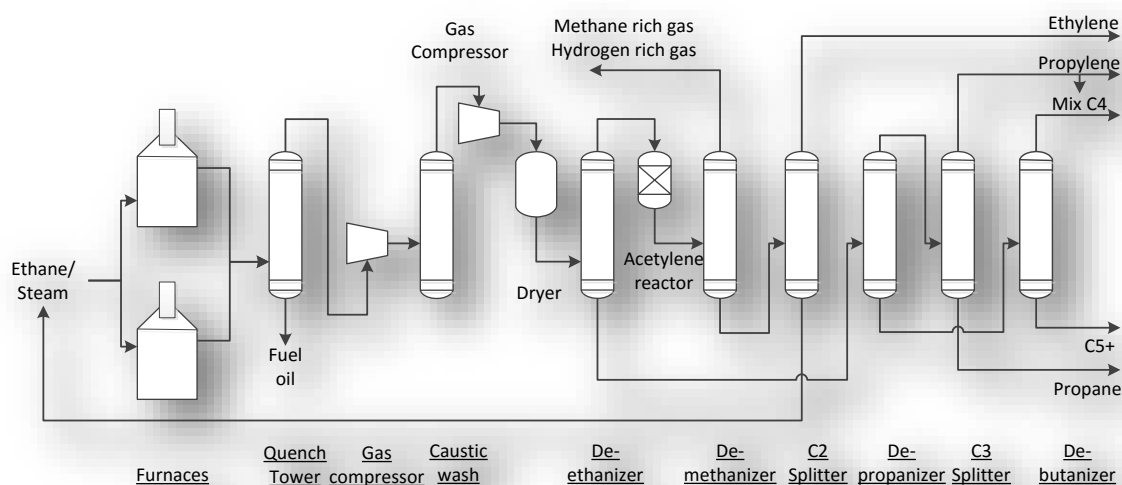 Gas
Compressor
Methane rich gas
Hydrogen rich gas
Ethylene
Propylene
Mix C4
Ethane/
Steam
Dryer
Acetylene
reactor
Fuel
oil
C5+
Propane
Furnaces
Quench
Tower
Gas
compressor
Caustic
wash
De-
ethanizer
De-
methanizer
C2
Splitter
De-
propanizer
C3
Splitter
De-
butanizer